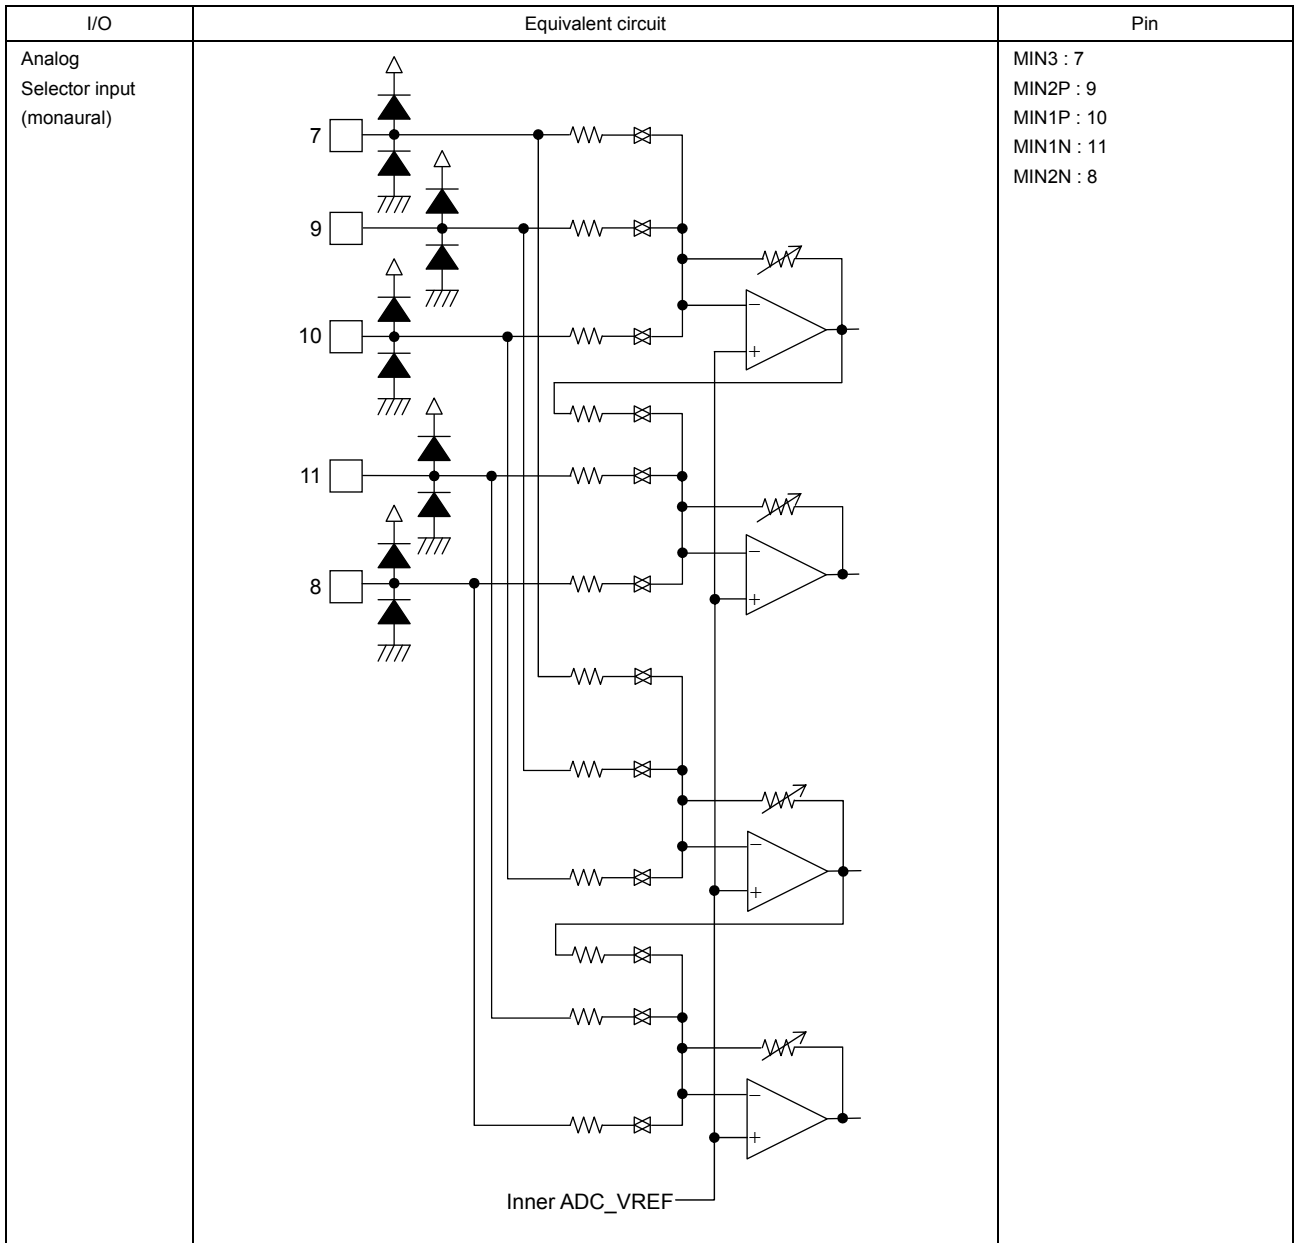 I/O
Equivalent circuit
Pin
Analog
Selector input
(monaural)
7
9
10
11
8
Inner ADC_VREF
MIN3 : 7
MIN2P : 9
MIN1P : 10
MIN1N : 11
MIN2N : 8